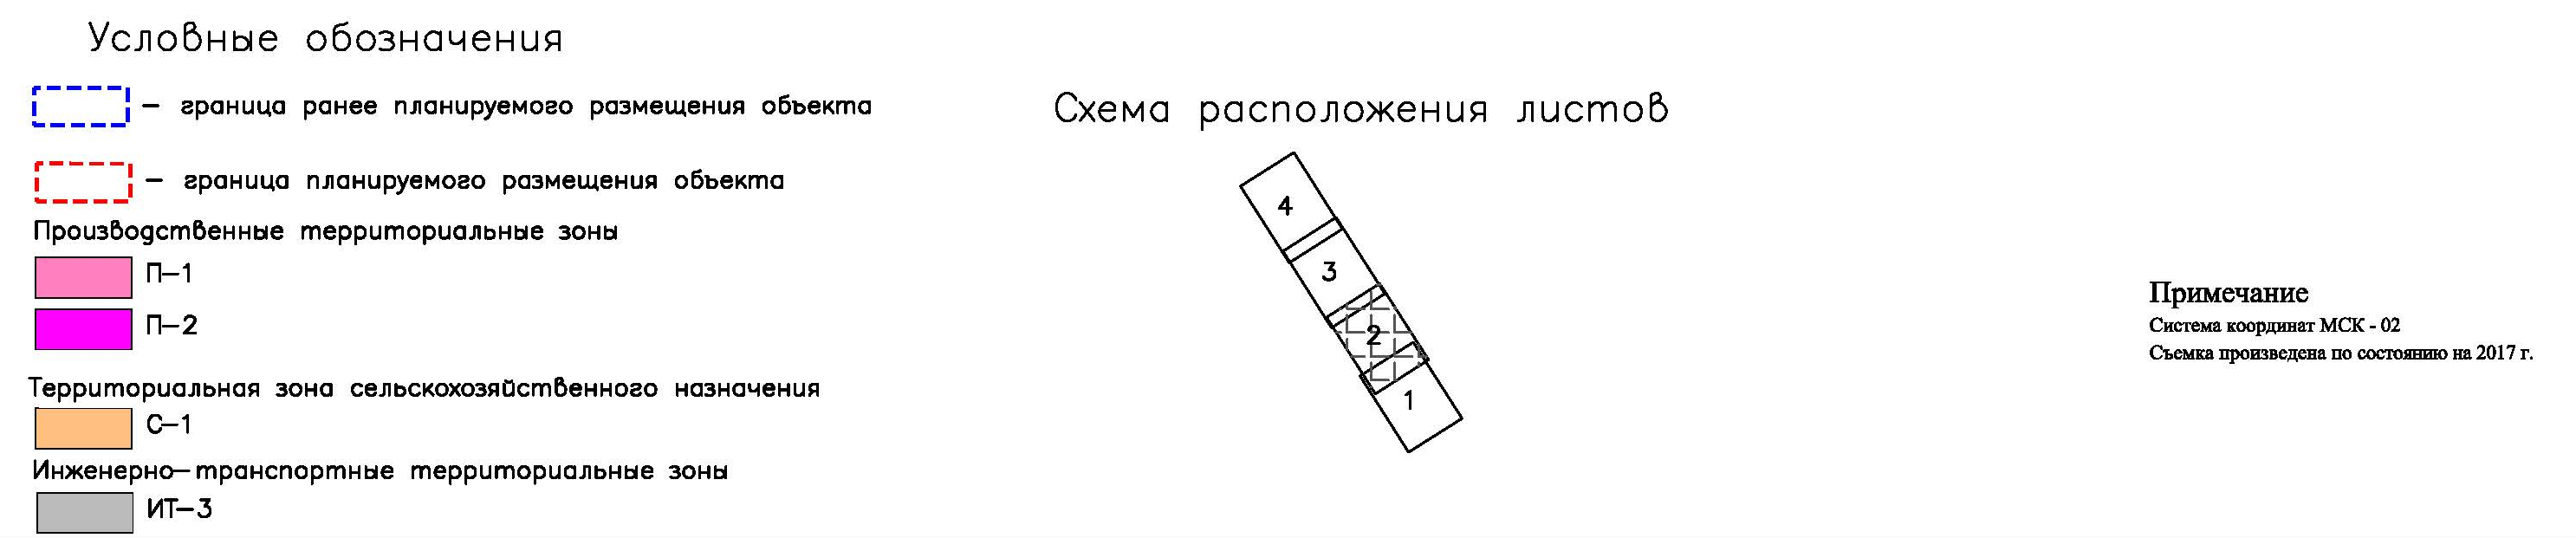 Условные обозначения
– граница ранее планируемого размещения объекта
– граница планируемого размещения объекта
Производственные территориальные зоны
П–1
П–2
Территориальная зона сельскохозяйственного назначения
С–1
Инженерно–транспортные территориальные зоны
ИТ–3
Схема расположения листов
4
3
2
1
Примечание
Система координат МСК - 02
Съемка произведена по состоянию на 2017 г.